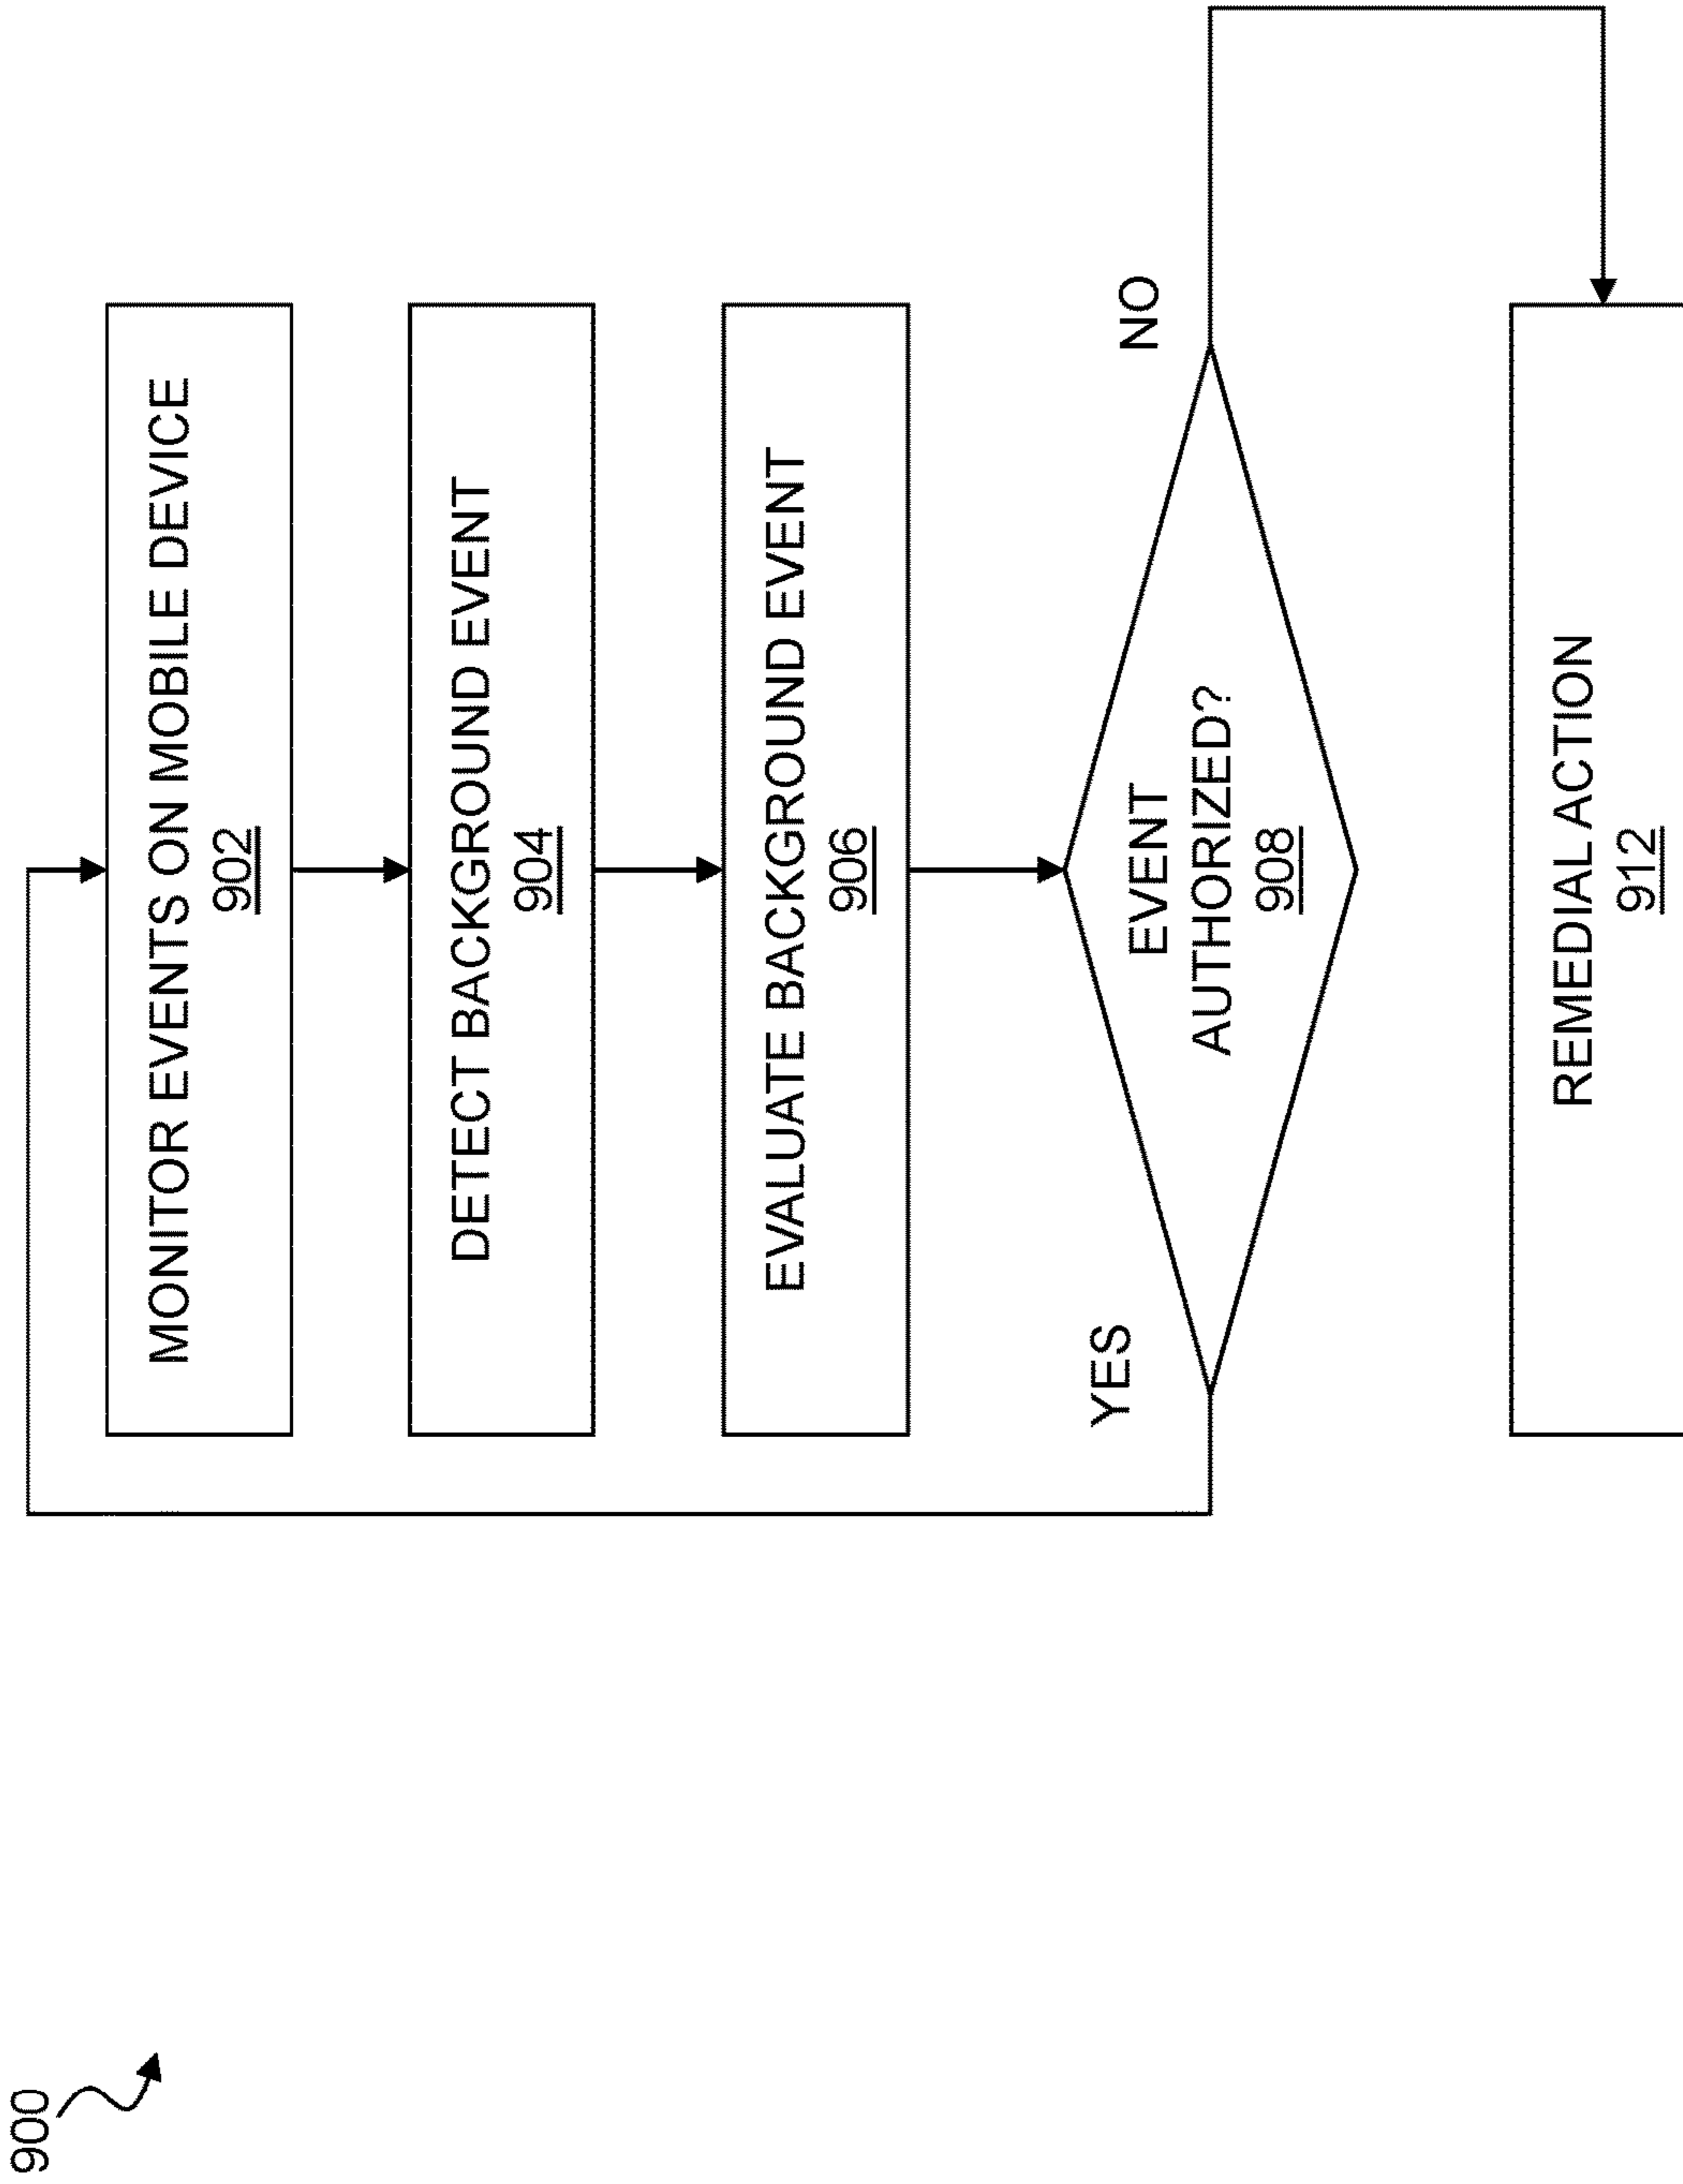 900
MONITOR EVENTS ON MOBILE DEVICE
902
DETECT BACKGROUND EVENT
904
EVALUATE BACKGROUND EVENT
906
YES
NO
EVENT
AUTHORIZED?
908
REMEDIAL ACTION
912